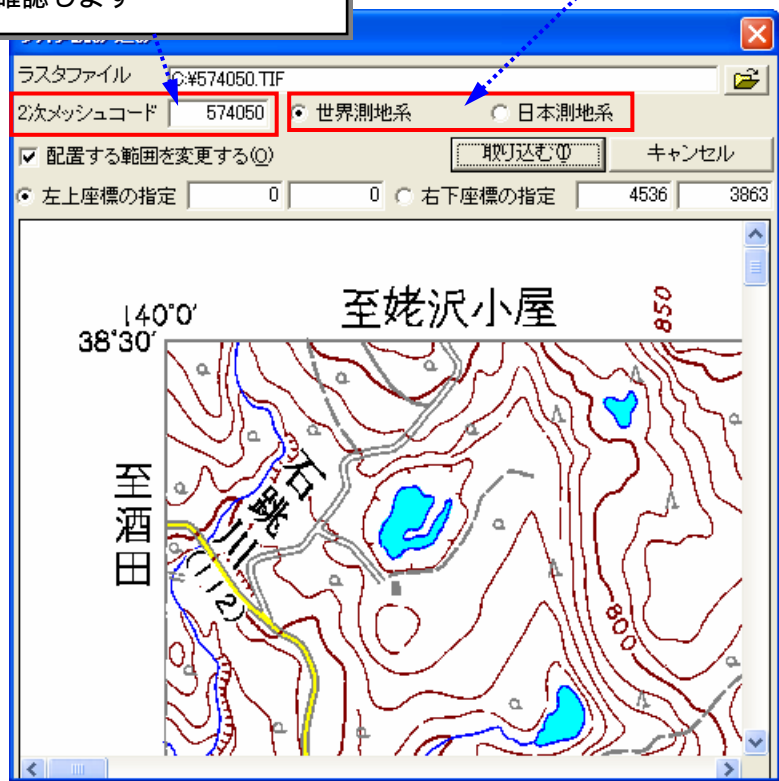 確認します
ラスタファイル C:¥574050.TIF
2次メッシュコード 574050 世界測地系 日本測地系
配置する範囲を変更する(O) 取り込む(I) キャンセル
左上座標の指定 0 0 右下座標の指定 4536 3863
至姥沢小屋
850
140°0′
38°30′
至酒田
石跳川
(112)
800